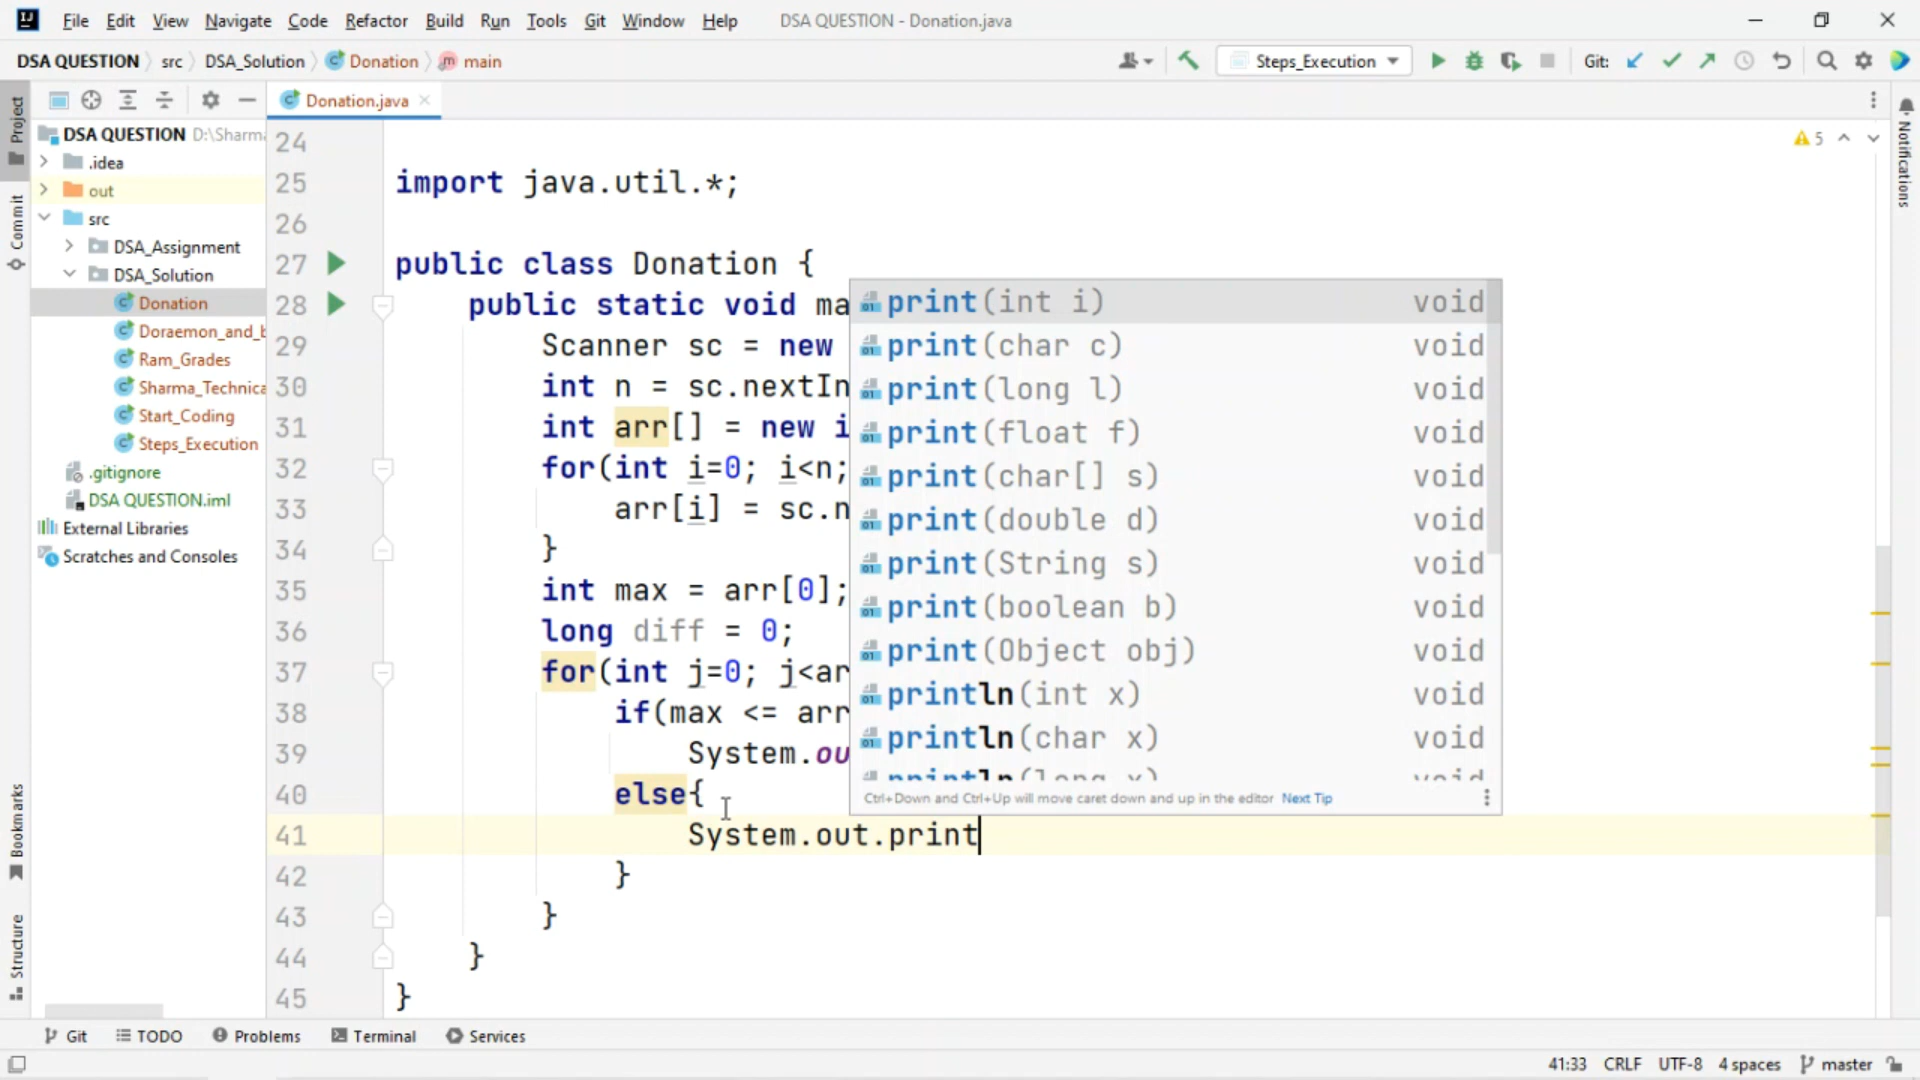 File Edit View Navigate Code Refactor Build Run Tools Git Window Help DSA QUESTION - Donation.java
DSA QUESTION src DSA_Solution Donation main Steps_Execution Git:
Project
Commit
Bookmarks
Structure
Notifications
DSA QUESTION D:\Sharma
.idea
out
src
DSA_Assignment
DSA_Solution
Donation
Doraemon_and_b
Ram_Grades
Sharma_Technica
Start_Coding
Steps_Execution
.gitignore
DSA QUESTION.iml
External Libraries
Scratches and Consoles
Donation.java
5
24
25 import java.util.*;
26
27 public class Donation {
28 public static void ma
29 Scanner sc = new
30 int n = sc.nextIn
31 int arr[] = new i
32 for(int i=0; i<n;
33 arr[i] = sc.n
34 }
35 int max = arr[0];
36 long diff = 0;
37 for(int j=0; j<ar
38 if(max <= arr
39 System.ou
40 else{
41 System.out.print
42 }
43 }
44 }
45 }
print(int i) void
print(char c) void
print(long l) void
print(float f) void
print(char[] s) void
print(double d) void
print(String s) void
print(boolean b) void
print(Object obj) void
println(int x) void
println(char x) void
println(long x) void
Ctrl+Down and Ctrl+Up will move caret down and up in the editor Next Tip
Git TODO Problems Terminal Services
41:33 CRLF UTF-8 4 spaces master